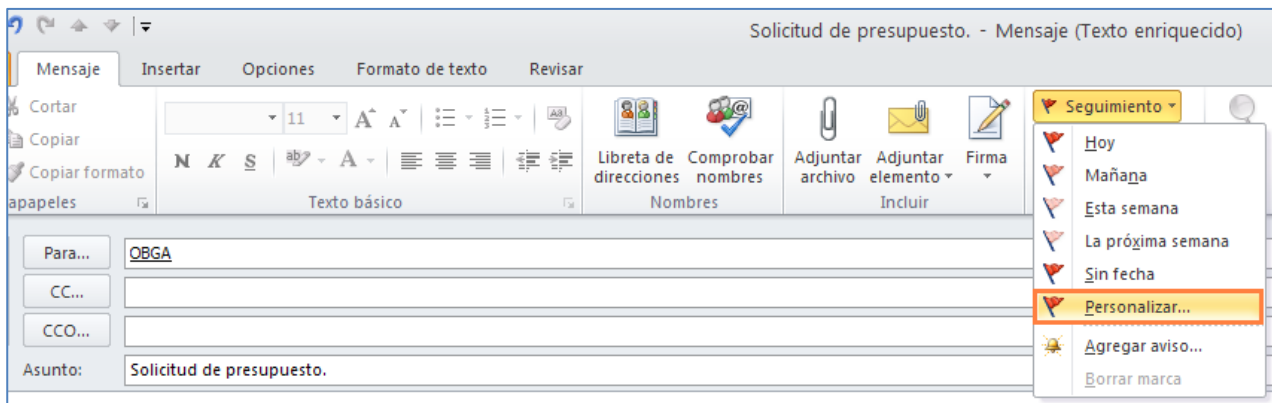 Solicitud de presupuesto. - Mensaje (Texto enriquecido)
Mensaje Insertar Opciones Formato de texto Revisar
Cortar
Copiar
Copiar formato
apapeles
11
N K S
Texto básico
Libreta de direcciones
Comprobar nombres
Nombres
Adjuntar archivo
Adjuntar elemento
Firma
Incluir
Seguimiento
Hoy
Mañana
Esta semana
La próxima semana
Sin fecha
Personalizar...
Agregar aviso...
Borrar marca
Para... OBGA
CC...
CCO...
Asunto: Solicitud de presupuesto.